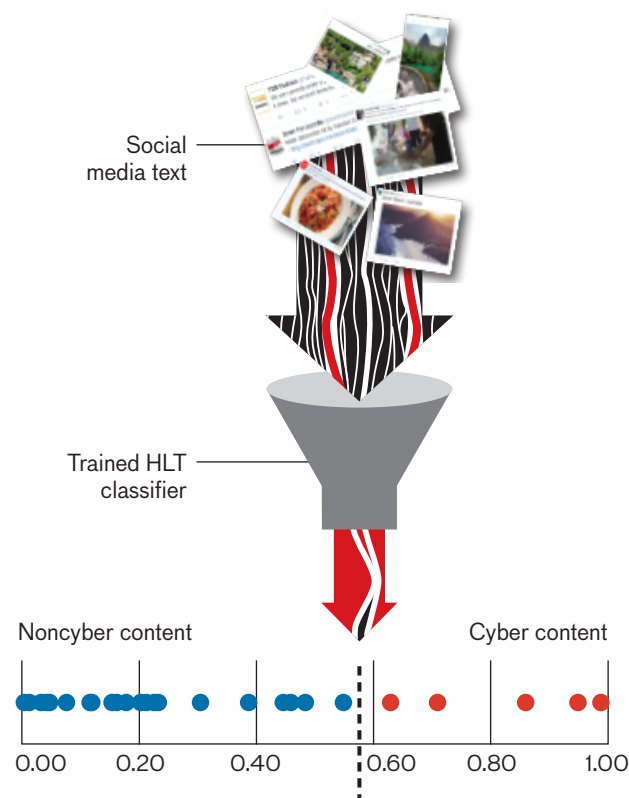 Social
media text
Trained HLT
classifier
Noncyber content
Cyber content
0.00
0.20
0.40
0.60
0.80
1.00